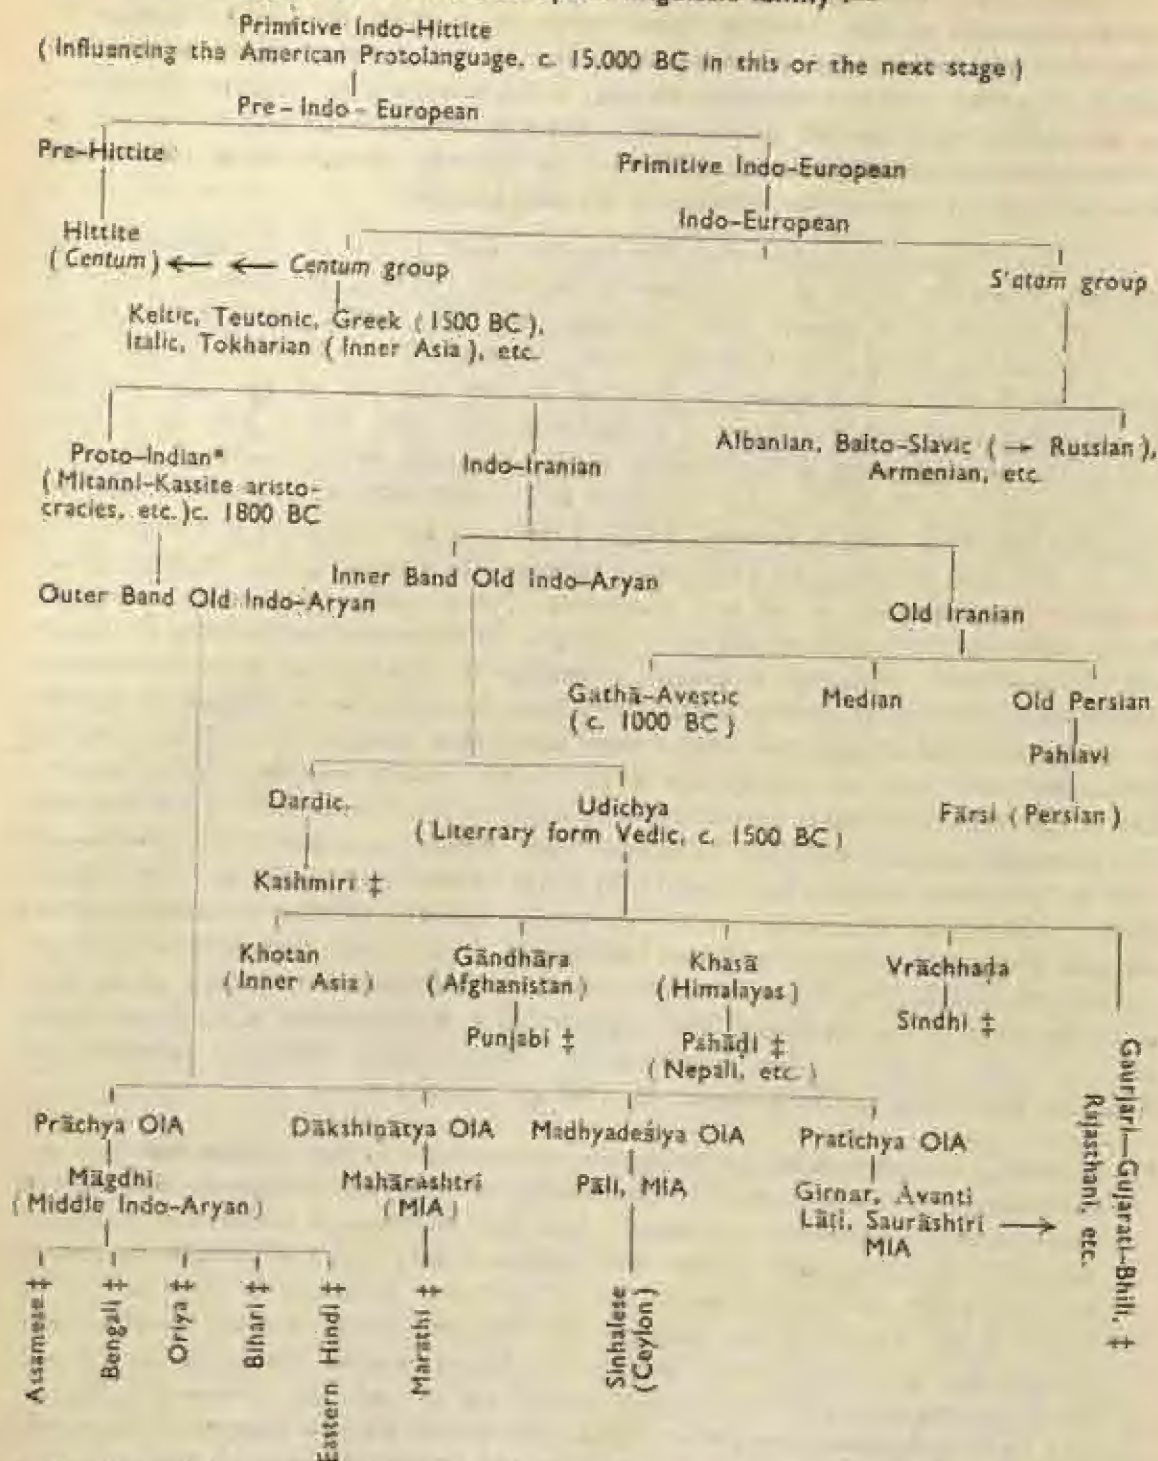 Primitive Indo-Hittite
( Influencing the American Protolanguage, c. 15.000 BC in this or the next stage )
Pre - Indo - European
Pre-Hittite
Primitive Indo-European
Indo-European
Hittite
( Centum ) ← ← Centum group
S'atam group
Keltic, Teutonic, Greek ( 1500 BC ),
Italic, Tokharian ( Inner Asia ), etc.
Proto-Indian*
( Mitanni-Kassite aristo-
cracies, etc.)c. 1800 BC
Indo-Iranian
Albanian, Balto-Slavic ( → Russian ),
Armenian, etc.
Outer Band Old Indo-Aryan
Inner Band Old Indo-Aryan
Old Iranian
Gathā-Avestic
( c. 1000 BC )
Median
Old Persian
Pahlavi
Fārsi ( Persian )
Dardic,
Kashmiri ‡
Udichya
( Literrary form Vedic, c. 1500 BC )
Khotan
( Inner Asia )
Gāndhāra
( Afghanistan )
Punjabi ‡
Khasā
( Himalayas )
Pahāḍi ‡
( Nepali, etc. )
Vrāchhaḍa
Sindhi ‡
Gaurjari—Gujarati-Bhili, ‡
Rajasthani, etc.
Prāchya OIA
Māgdhi
( Middle Indo-Aryan )
Dākshinātya OIA
Mahārashtri
( MIA )
Madhyadeśiya OIA
Pāli, MIA
Pratichya OIA
Girnar, Avanti
Lāṭi, Saurāshtri →
MIA
Assamese ‡
Bengali ‡
Oriya ‡
Bihari ‡
Eastern Hindi ‡
Marathi ‡
Sinhalese
(Ceylon)